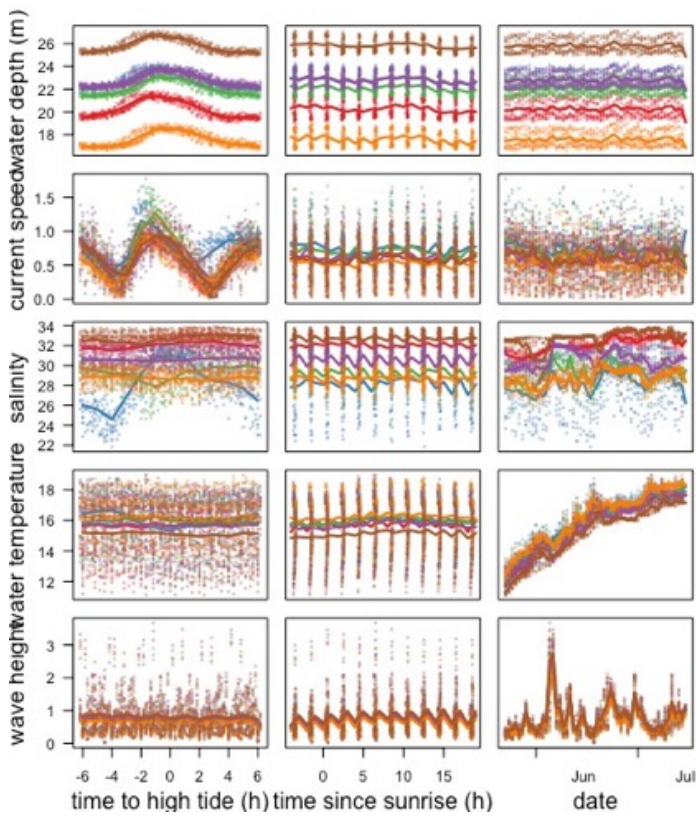 water depth (m)
26
24
22
20
18
current speed
1.5
1.0
0.5
0.0
salinity
34
32
30
28
26
24
22
water temperature
18
16
14
12
wave height
3
2
1
0
-6 -4 -2 0 2 4 6
0 5 10 15
Jun Jul
time to high tide (h) time since sunrise (h) date